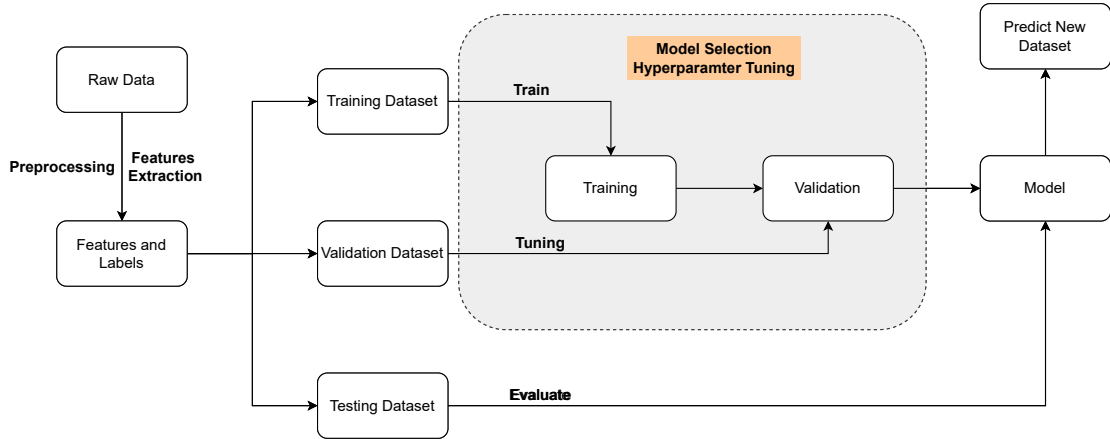 Predict New
Dataset
Model Selection
Hyperparamter Tuning
Raw Data
Training Dataset
Train
Preprocessing
Features
Extraction
Training
Validation
Model
Features and
Labels
Validation Dataset
Tuning
Testing Dataset
Evaluate